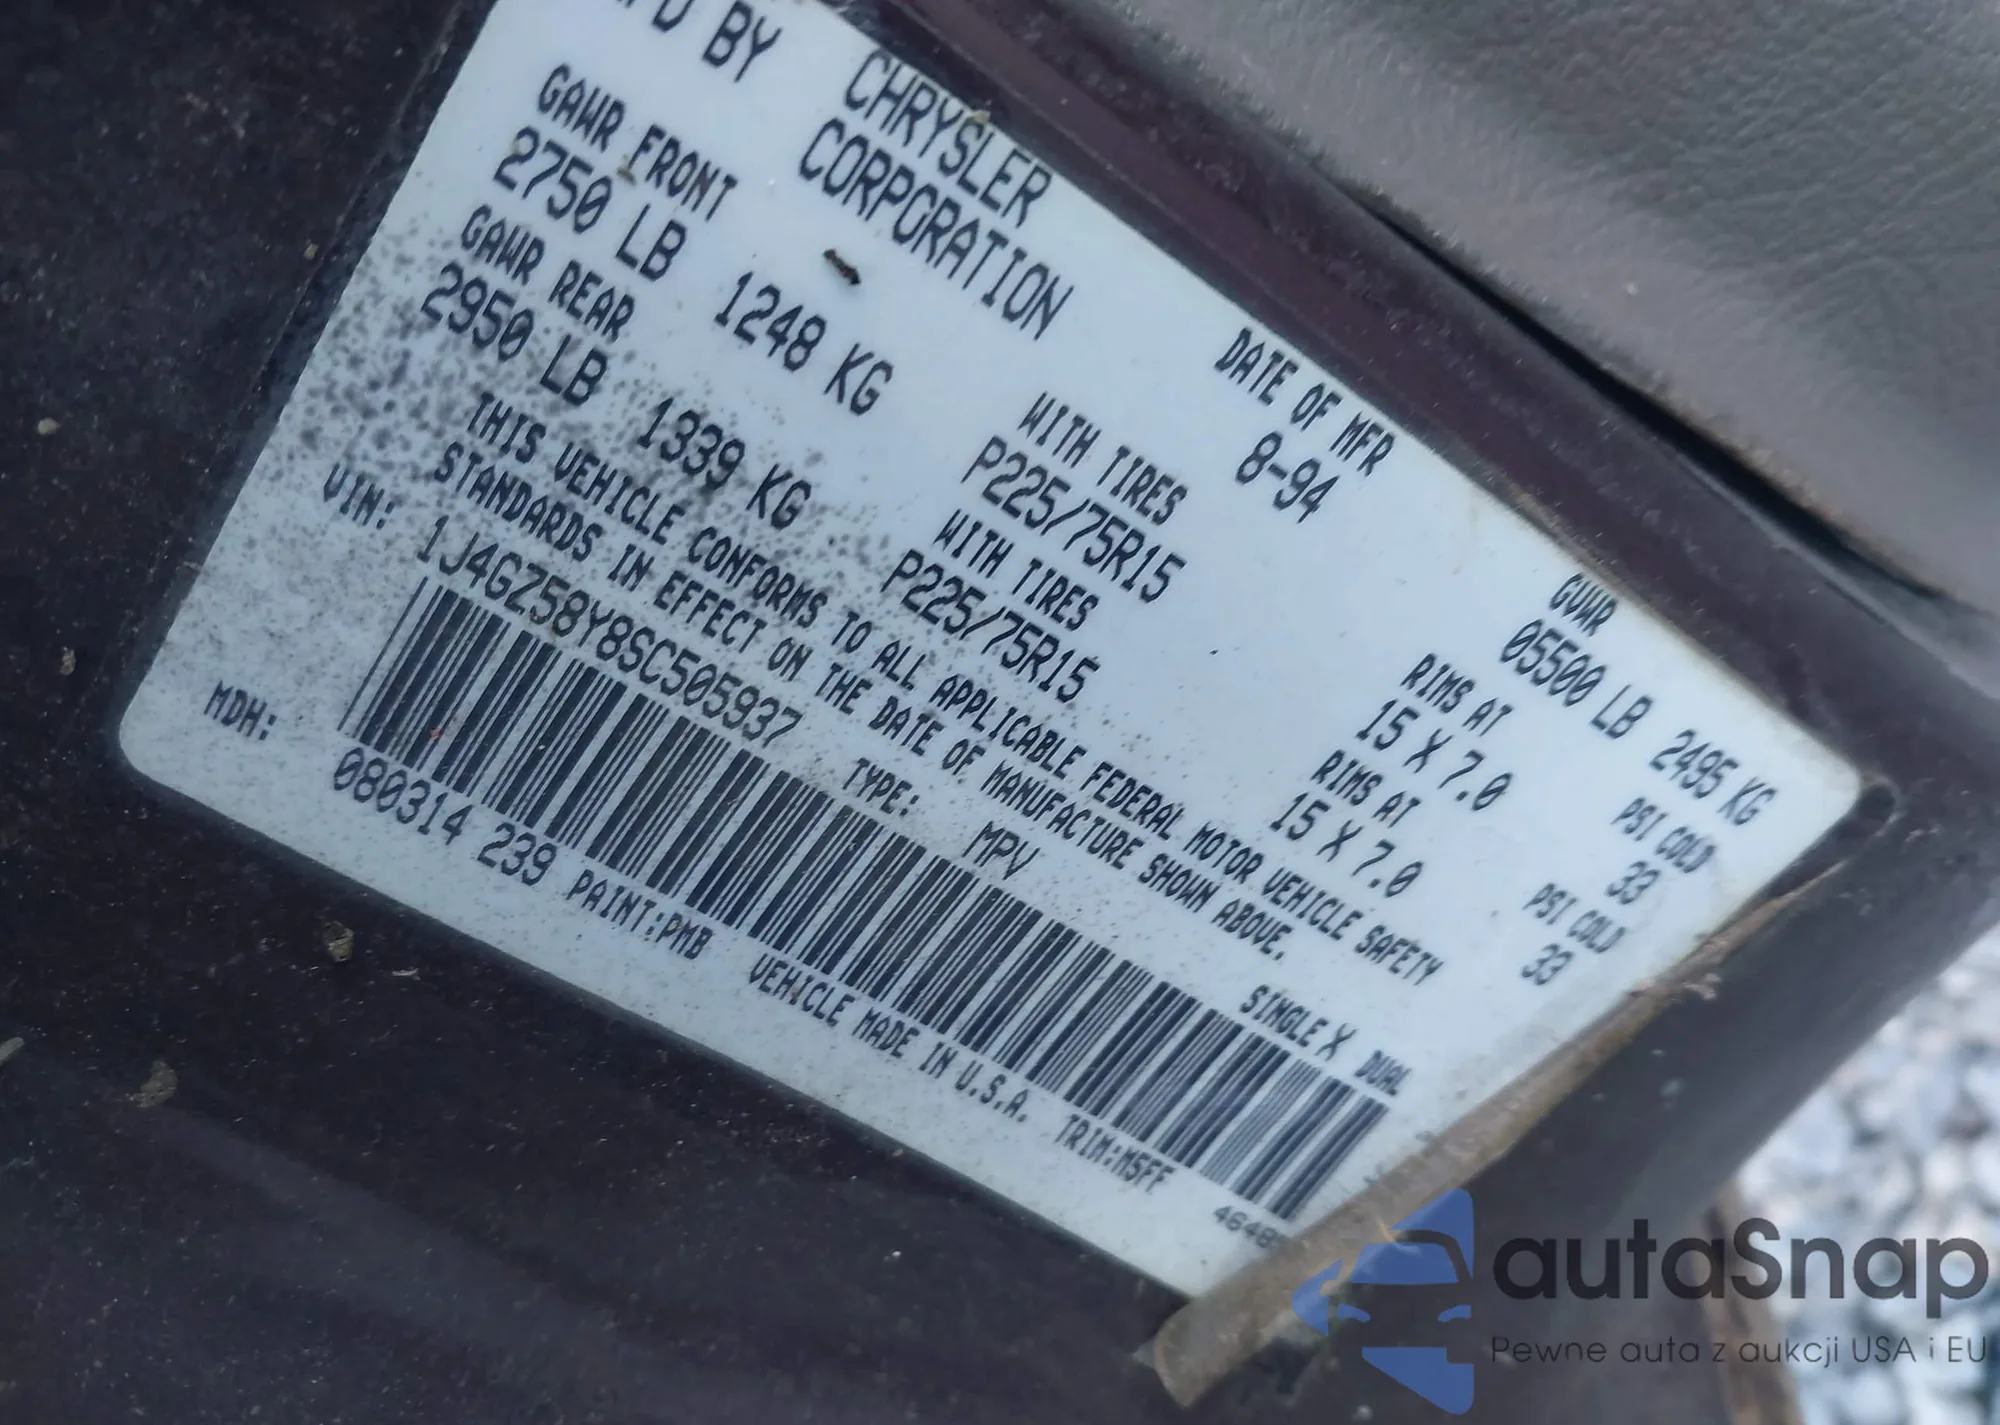 MFD BY CHRYSLER CORPORATION DATE OF MFR 8-94 GVWR 05500 LB 2495 KG
GAWR FRONT WITH TIRES RIMS AT PSI COLD
2750 LB 1248 KG P225/75R15 15 X 7.0 33
GAWR REAR WITH TIRES RIMS AT PSI COLD
2950 LB 1339 KG P225/75R15 15 X 7.0 33
THIS VEHICLE CONFORMS TO ALL APPLICABLE FEDERAL MOTOR VEHICLE SAFETY
STANDARDS IN EFFECT ON THE DATE OF MANUFACTURE SHOWN ABOVE.
VIN: 1J4GZ58Y8SC505937 TYPE: MPV SINGLE X DUAL
MDH: 080314 239 PAINT:PMB VEHICLE MADE IN U.S.A. TRIM:M5FF
autaSnap
Pewne auta z aukcji USA i EU